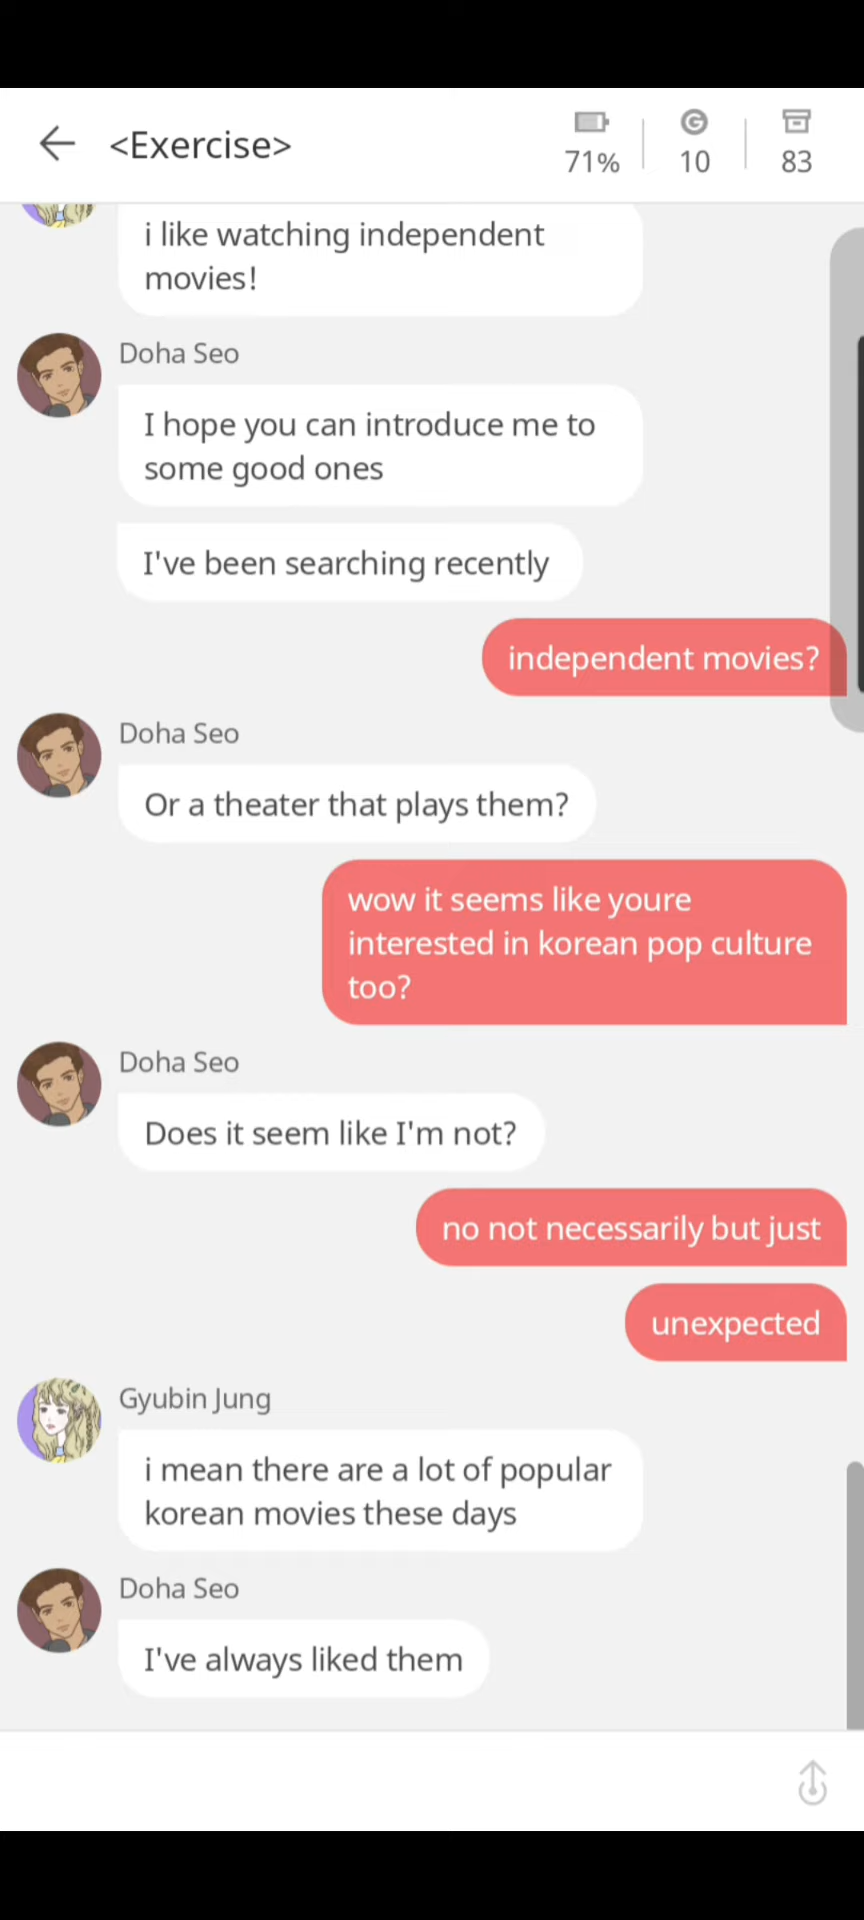 <Exercise>
71%
10
83
i like watching independent
movies!
Doha Seo
I hope you can introduce me to
some good ones
I've been searching recently
independent movies?
Doha Seo
Or a theater that plays them?
wow it seems like youre
interested in korean pop culture
too?
Doha Seo
Does it seem like I'm not?
no not necessarily but just
unexpected
Gyubin Jung
i mean there are a lot of popular
korean movies these days
Doha Seo
I've always liked them